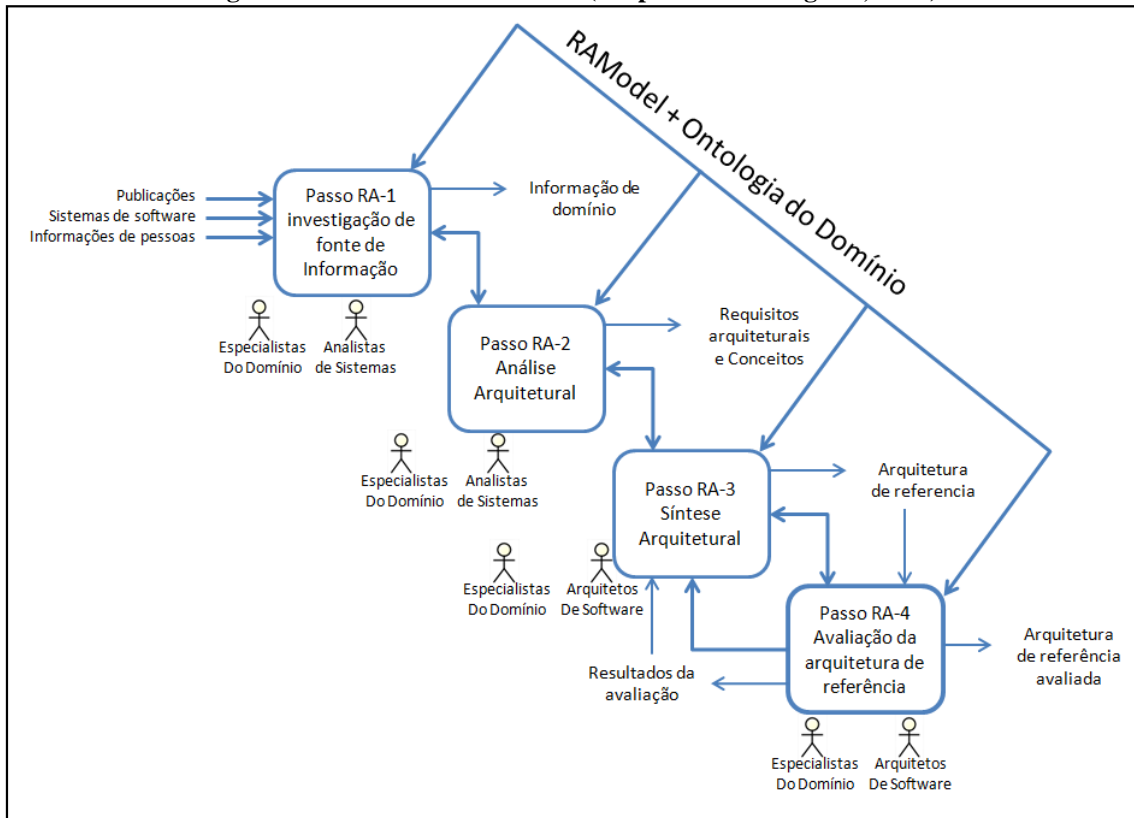 RAModel + Ontologia do Domínio
Publicações
Sistemas de software
Informações de pessoas
Passo RA-1
investigação de
fonte de
Informação
Informação de
domínio
Especialistas
Do Domínio
Analistas
de Sistemas
Passo RA-2
Análise
Arquitetural
Requisitos
arquiteturais
e Conceitos
Especialistas
Do Domínio
Analistas
de Sistemas
Passo RA-3
Síntese
Arquitetural
Arquitetura
de referencia
Especialistas
Do Domínio
Arquitetos
De Software
Passo RA-4
Avaliação da
arquitetura de
referência
Resultados da
avaliação
Arquitetura
de referência
avaliada
Especialistas
Do Domínio
Arquitetos
De Software